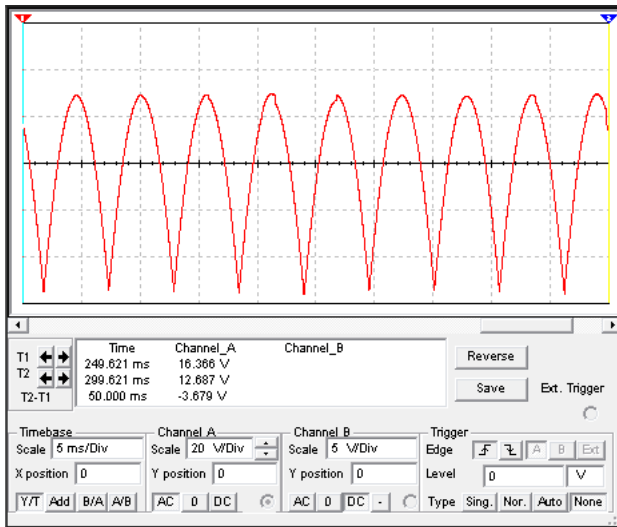 1 2
Time Channel_A Channel_B
T1 249.621 ms 16.366 V
T2 299.621 ms 12.687 V
T2-T1 50.000 ms -3.679 V
Reverse
Save Ext. Trigger
Timebase Channel A Channel B Trigger
Scale 5 ms/Div Scale 20 V/Div Scale 5 V/Div Edge A B Ext
X position 0 Y position 0 Y position 0 Level 0 V
Y/T Add B/A A/B AC 0 DC AC 0 DC - Type Sing. Nor. Auto None